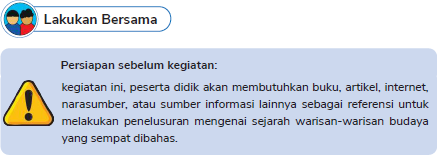 Lakukan Bersama
Persiapan sebelum kegiatan:
kegiatan ini, peserta didik akan membutuhkan buku, artikel, internet,
narasumber, atau sumber informasi lainnya sebagai referensi untuk
melakukan penelusuran mengenai sejarah warisan-warisan budaya
yang sempat dibahas.